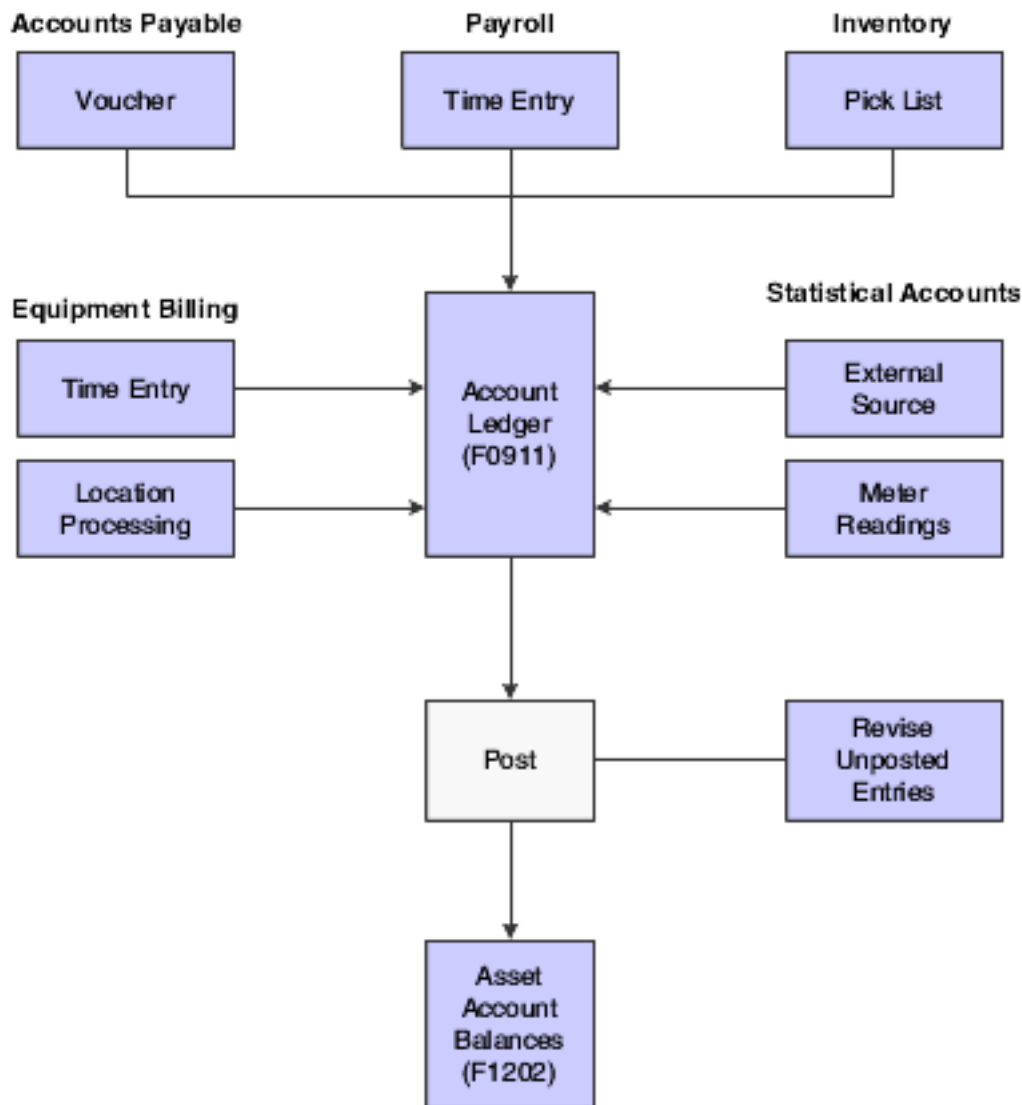 Accounts Payable
Payroll
Inventory
Voucher
Time Entry
Pick List
Equipment Billing
Statistical Accounts
Time Entry
Account
Ledger
(F0911)
External
Source
Location
Processing
Meter
Readings
Post
Revise
Unposted
Entries
Asset
Account
Balances
(F1202)